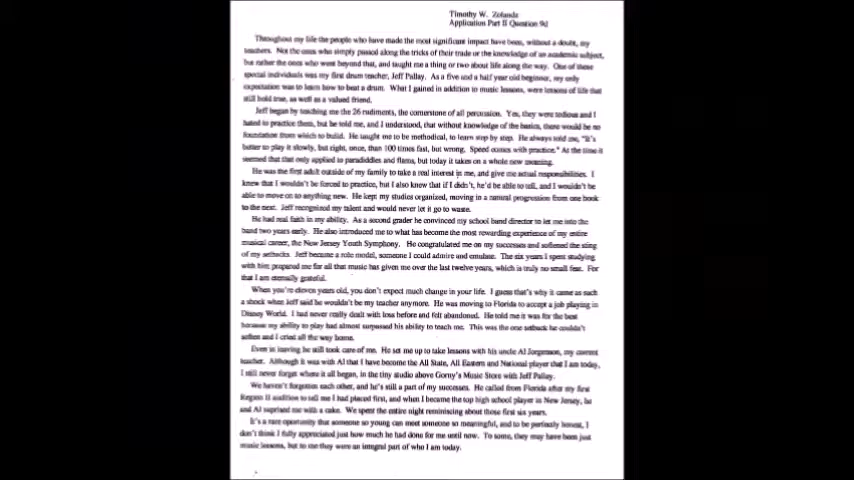 Timothy W. Zolandz
Application Part II Question 9d
Throughout my life the people who have made the most significant impact have been, without a doubt, my
teachers. Not the ones who simply passed along the tricks of their trade or the knowledge of an academic subject,
but rather the ones who went beyond that, and taught me a thing or two about life along the way. One of these
special individuals was my first drum teacher, Jeff Pallay. As a five and a half year old beginner, my only
expectation was to learn how to beat a drum. What I gained in addition to music lessons, were lessons of life that
still hold true, as well as a valued friend.
Jeff began by teaching me the 26 rudiments, the cornerstone of all percussion. Yes, they were tedious and I
hated to practice them, but he told me, and I understood, that without knowledge of the basics, there would be no
foundation from which to build. He taught me to be methodical, to learn step by step. He always told me, "It's
better to play it slowly, but right, once, than 100 times fast, but wrong. Speed comes with practice." At the time it
seemed that that only applied to paradiddles and flams, but today it takes on a whole new meaning.
He was the first adult outside of my family to take a real interest in me, and give me actual responsibilities. I
knew that I wouldn't be forced to practice, but I also knew that if I didn't, he'd be able to tell, and I wouldn't be
able to move on to anything new. He kept my studies organized, moving in a natural progression from one book
to the next. Jeff recognized my talent and would never let it go to waste.
He had real faith in my ability. As a second grader he convinced my school band director to let me into the
band two years early. He also introduced me to what has become the most rewarding experience of my entire
musical career, the New Jersey Youth Symphony. He congratulated me on my successes and softened the sting
of my setbacks. Jeff became a role model, someone I could admire and emulate. The six years I spent studying
with him prepared me for all that music has given me over the last twelve years, which is truly no small feat. For
that I am eternally grateful.
When you're eleven years old, you don't expect much change in your life. I guess that's why it came as such
a shock when Jeff said he wouldn't be my teacher anymore. He was moving to Florida to accept a job playing in
Disney World. I had never really dealt with loss before and felt abandoned. He told me it was for the best
because my ability to play had almost surpassed his ability to teach me. This was the one setback he couldn't
soften and I cried all the way home.
Even in leaving he still took care of me. He set me up to take lessons with his uncle Al Jorgenson, my current
teacher. Although it was with Al that I have become the All State, All Eastern and National player that I am today,
I still never forget where it all began, in the tiny studio above Gorny's Music Store with Jeff Pallay.
We haven't forgotten each other, and he's still a part of my successes. He called from Florida after my first
Region II audition to tell me I had placed first, and when I became the top high school player in New Jersey, he
and Al suprised me with a cake. We spent the entire night reminiscing about those first six years.
It's a rare oportunity that someone so young can meet someone so meaningful, and to be perfectly honest, I
don't think I fully appreciated just how much he had done for me until now. To some, they may have been just
music lessons, but to me they were an integral part of who I am today.